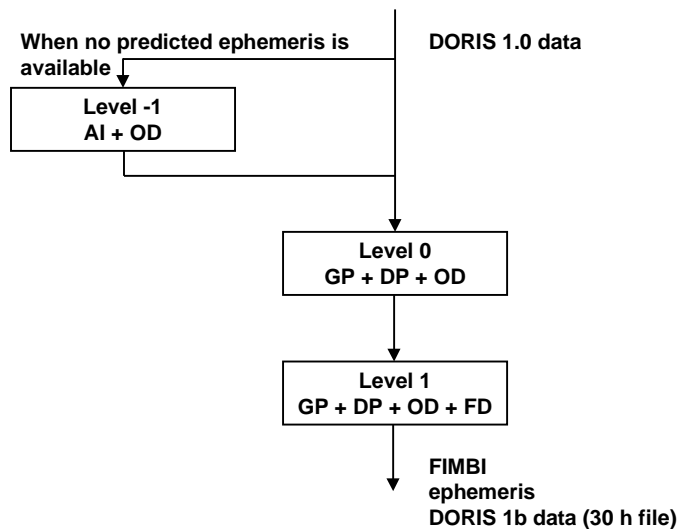 When no predicted ephemeris is
available
DORIS 1.0 data
Level -1
AI + OD
Level 0
GP + DP + OD
Level 1
GP + DP + OD + FD
FIMBI
ephemeris
DORIS 1b data (30 h file)